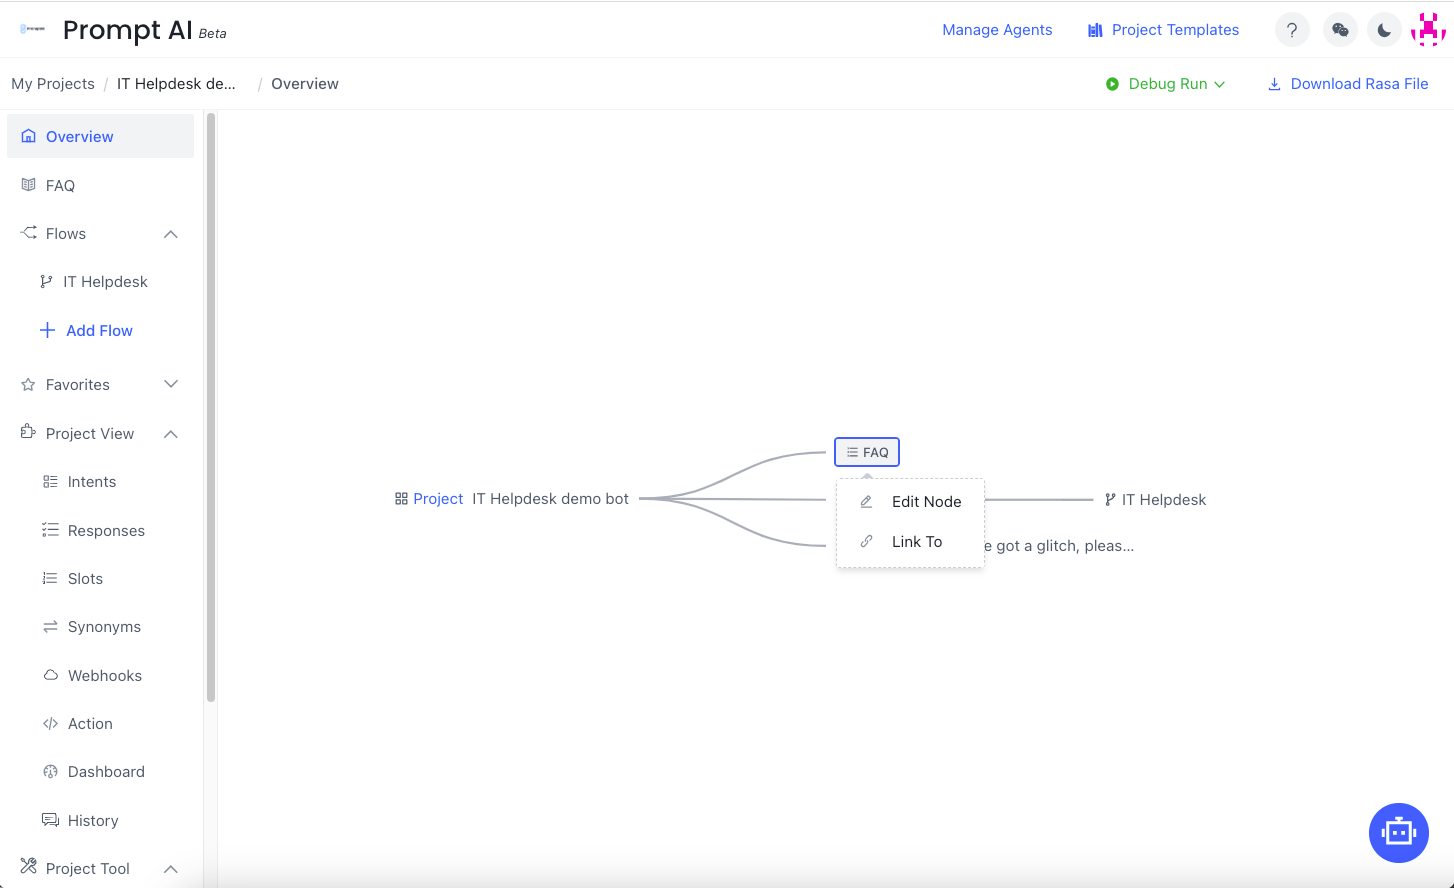 Prompt AI Beta
Manage Agents
Project Templates
?
My Projects / IT Helpdesk de... / Overview
Debug Run
Download Rasa File
Overview
FAQ
Flows
IT Helpdesk
Add Flow
Favorites
Project View
Intents
Responses
Slots
Synonyms
Webhooks
Action
Dashboard
History
Project Tool
FAQ
Project IT Helpdesk demo bot
Edit Node
IT Helpdesk
Link To
e got a glitch, pleas...